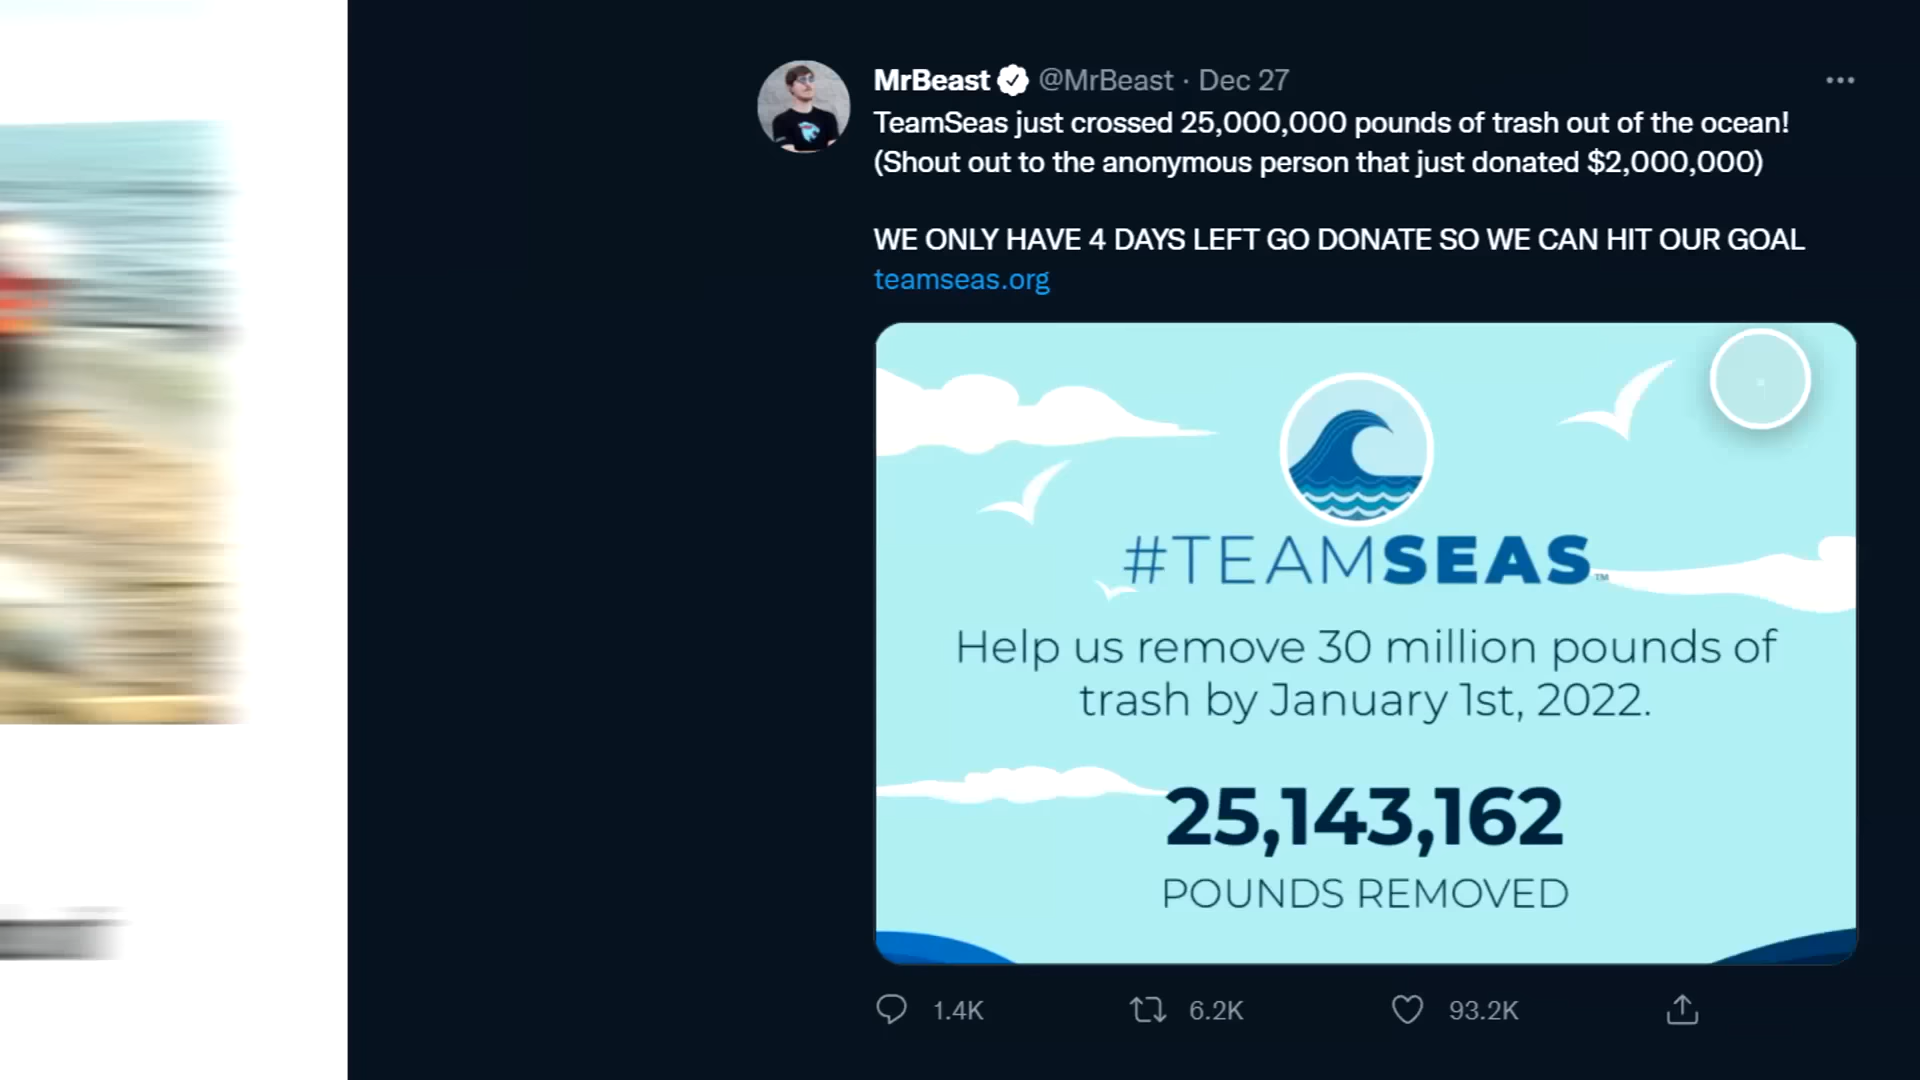 MrBeast @MrBeast · Dec 27
TeamSeas just crossed 25,000,000 pounds of trash out of the ocean!
(Shout out to the anonymous person that just donated $2,000,000)
WE ONLY HAVE 4 DAYS LEFT GO DONATE SO WE CAN HIT OUR GOAL
teamseas.org
#TEAMSEAS™
Help us remove 30 million pounds of
trash by January 1st, 2022.
25,143,162
POUNDS REMOVED
1.4K 6.2K 93.2K